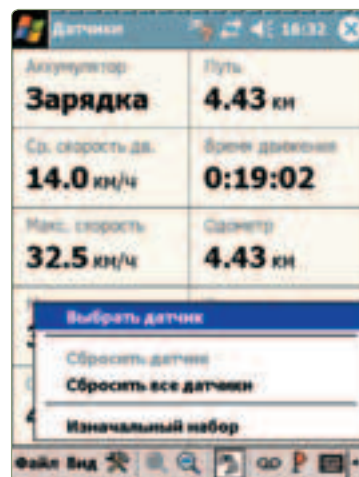 Датчики 16:32
Аккумулятор Путь
Зарядка 4.43 км
Ср. скорость дв. Время движения
14.0 км/ч 0:19:02
Макс. скорость Одометр
32.5 км/ч 4.43 км
Выбрать датчик
Сбросить датчик
Сбросить все датчики
Изначальный набор
Файл Вид